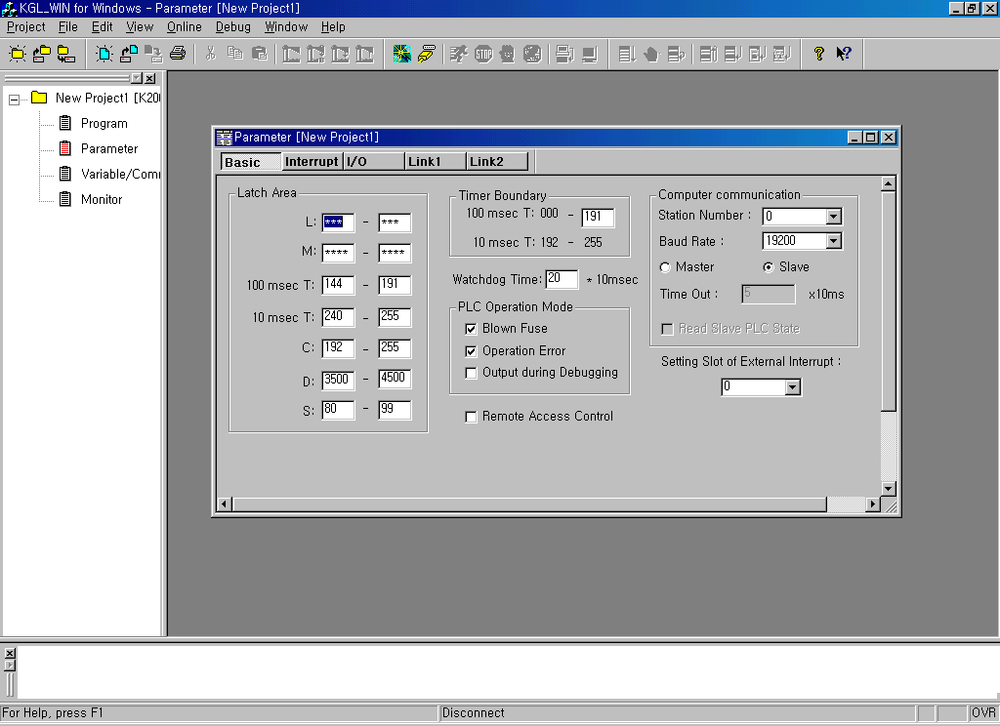 KGL_WIN for Windows - Parameter [New Project1]
Project File Edit View Online Debug Window Help
New Project1 [K20
Program
Parameter
Variable/Comm
Monitor
Parameter [New Project1]
Basic Interrupt I/O Link1 Link2
Latch Area
L: *** - ***
M: **** - ****
100 msec T: 144 - 191
10 msec T: 240 - 255
C: 192 - 255
D: 3500 - 4500
S: 80 - 99
Timer Boundary
100 msec T: 000 - 191
10 msec T: 192 - 255
Watchdog Time: 20 * 10msec
PLC Operation Mode
Blown Fuse
Operation Error
Output during Debugging
Remote Access Control
Computer communication
Station Number : 0
Baud Rate : 19200
Master Slave
Time Out : 5 x10ms
Read Slave PLC State
Setting Slot of External Interrupt :
0
For Help, press F1 Disconnect OVR